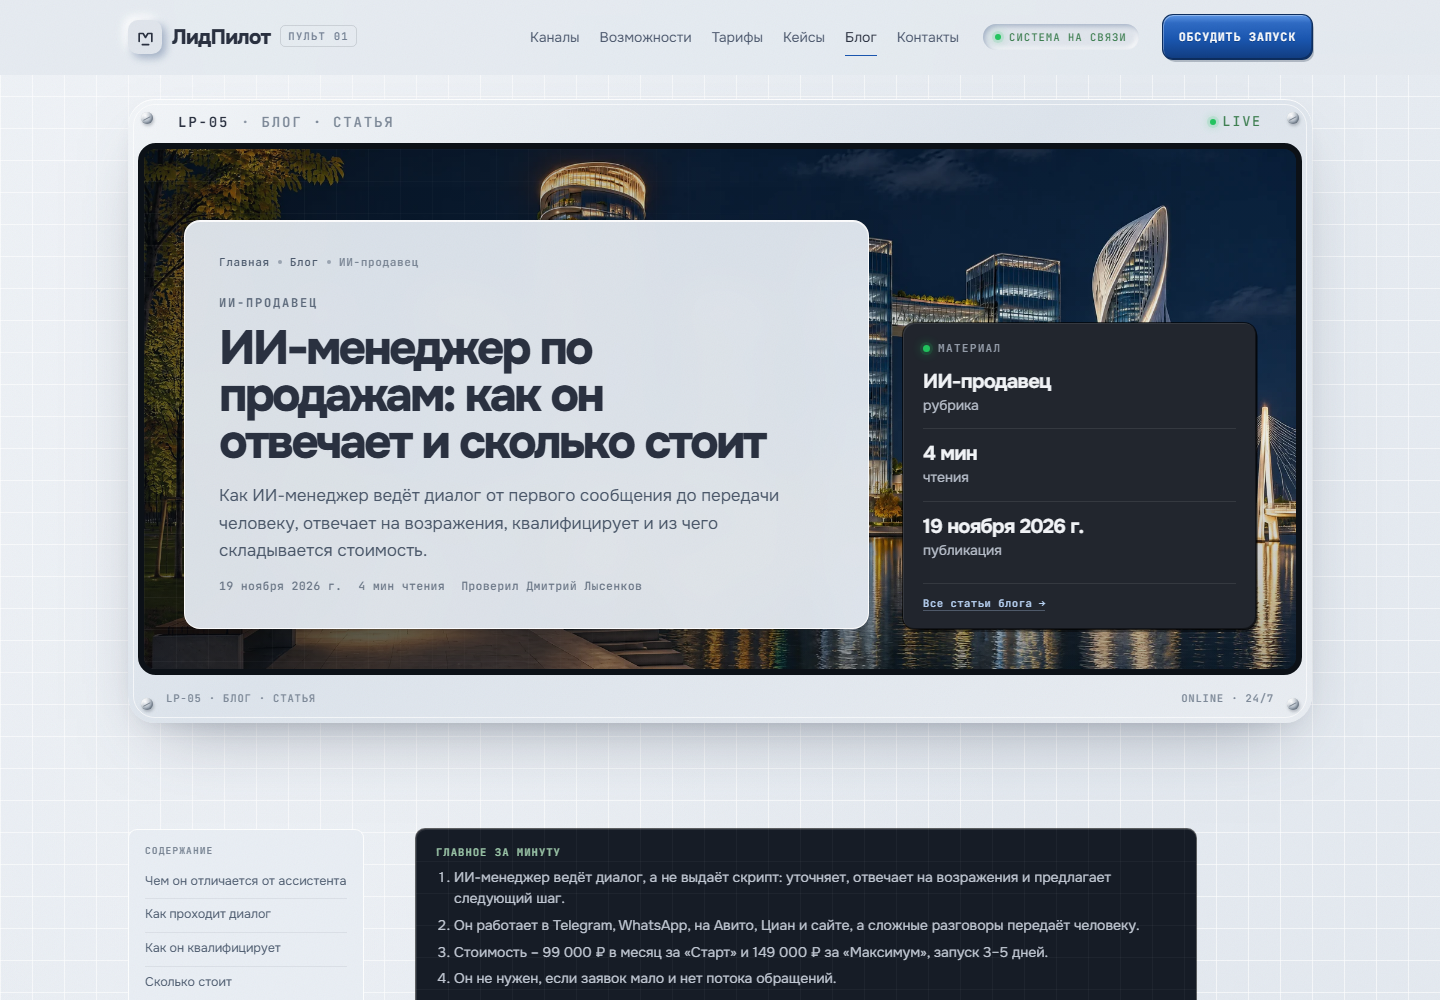 ЛидПилот
ПУЛЬТ 01
Каналы
Возможности
Тарифы
Кейсы
Блог
Контакты
СИСТЕМА НА СВЯЗИ
ОБСУДИТЬ ЗАПУСК
LP-05 · БЛОГ · СТАТЬЯ
LIVE
Главная • Блог • ИИ-продавец
ИИ-ПРОДАВЕЦ
ИИ-менеджер по
продажам: как он
отвечает и сколько стоит
Как ИИ-менеджер ведёт диалог от первого сообщения до передачи
человеку, отвечает на возражения, квалифицирует и из чего
складывается стоимость.
19 ноября 2026 г. 4 мин чтения Проверил Дмитрий Лысенков
МАТЕРИАЛ
ИИ-продавец
рубрика
4 мин
чтения
19 ноября 2026 г.
публикация
Все статьи блога →
LP-05 · БЛОГ · СТАТЬЯ
ONLINE · 24/7
СОДЕРЖАНИЕ
Чем он отличается от ассистента
Как проходит диалог
Как он квалифицирует
Сколько стоит
ГЛАВНОЕ ЗА МИНУТУ
1. ИИ-менеджер ведёт диалог, а не выдаёт скрипт: уточняет, отвечает на возражения и предлагает
следующий шаг.
2. Он работает в Telegram, WhatsApp, на Авито, Циан и сайте, а сложные разговоры передаёт человеку.
3. Стоимость – 99 000 ₽ в месяц за «Старт» и 149 000 ₽ за «Максимум», запуск 3–5 дней.
4. Он не нужен, если заявок мало и нет потока обращений.